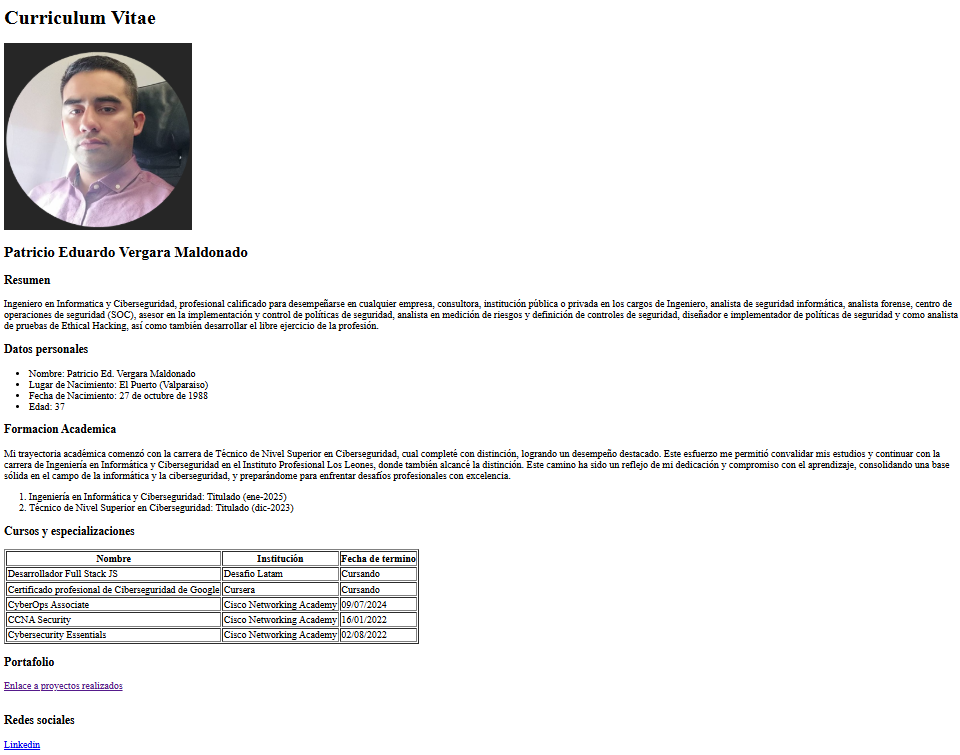 Curriculum Vitae
Patricio Eduardo Vergara Maldonado
Resumen
Ingeniero en Informatica y Ciberseguridad, profesional calificado para desempeñarse en cualquier empresa, consultora, institución pública o privada en los cargos de Ingeniero, analista de seguridad informática, analista forense, centro de
operaciones de seguridad (SOC), asesor en la implementación y control de políticas de seguridad, analista en medición de riesgos y definición de controles de seguridad, diseñador e implementador de políticas de seguridad y como analista
de pruebas de Ethical Hacking, así como también desarrollar el libre ejercicio de la profesión.
Datos personales
• Nombre: Patricio Ed. Vergara Maldonado
• Lugar de Nacimiento: El Puerto (Valparaiso)
• Fecha de Nacimiento: 27 de octubre de 1988
• Edad: 37
Formacion Academica
Mi trayectoria académica comenzó con la carrera de Técnico de Nivel Superior en Ciberseguridad, cual completé con distinción, logrando un desempeño destacado. Este esfuerzo me permitió convalidar mis estudios y continuar con la
carrera de Ingeniería en Informática y Ciberseguridad en el Instituto Profesional Los Leones, donde también alcancé la distinción. Este camino ha sido un reflejo de mi dedicación y compromiso con el aprendizaje, consolidando una base
sólida en el campo de la informática y la ciberseguridad, y preparándome para enfrentar desafíos profesionales con excelencia.
1. Ingeniería en Informática y Ciberseguridad: Titulado (ene-2025)
2. Técnico de Nivel Superior en Ciberseguridad: Titulado (dic-2023)
Cursos y especializaciones
Nombre Institución Fecha de termino
Desarrollador Full Stack JS Desafio Latam Cursando
Certificado profesional de Ciberseguridad de Google Cursera Cursando
CyberOps Associate Cisco Networking Academy 09/07/2024
CCNA Security Cisco Networking Academy 16/01/2022
Cybersecurity Essentials Cisco Networking Academy 02/08/2022
Portafolio
Enlace a proyectos realizados
Redes sociales
Linkedin